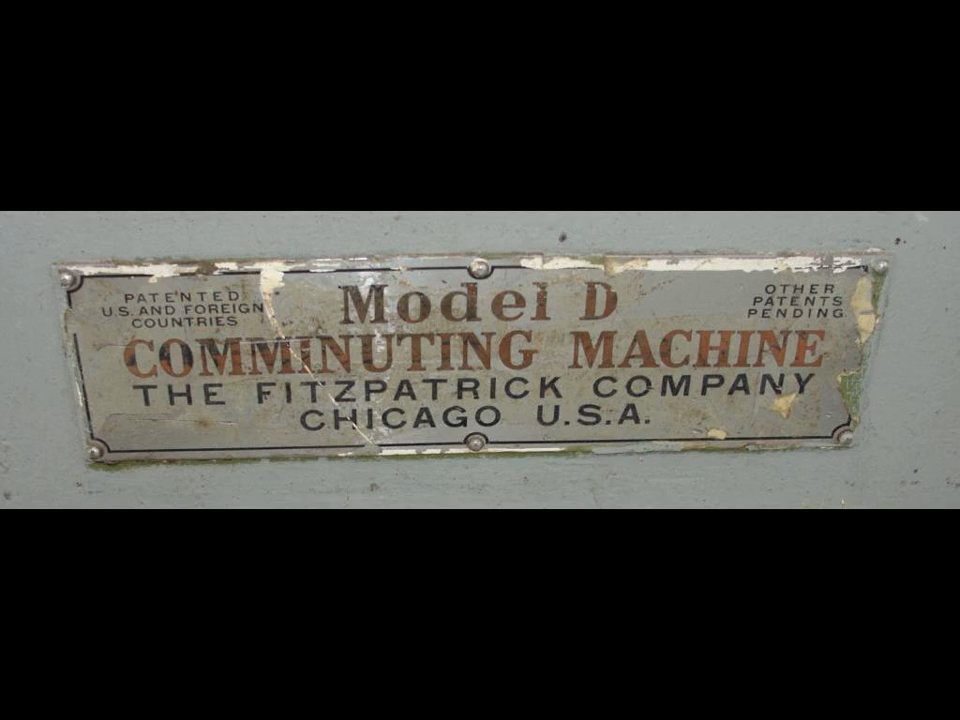 Model D
PATENTED
U.S. AND FOREIGN
COUNTRIES
OTHER
PATENTS
PENDING
COMMINUTING MACHINE
THE FITZPATRICK COMPANY
CHICAGO U.S.A.